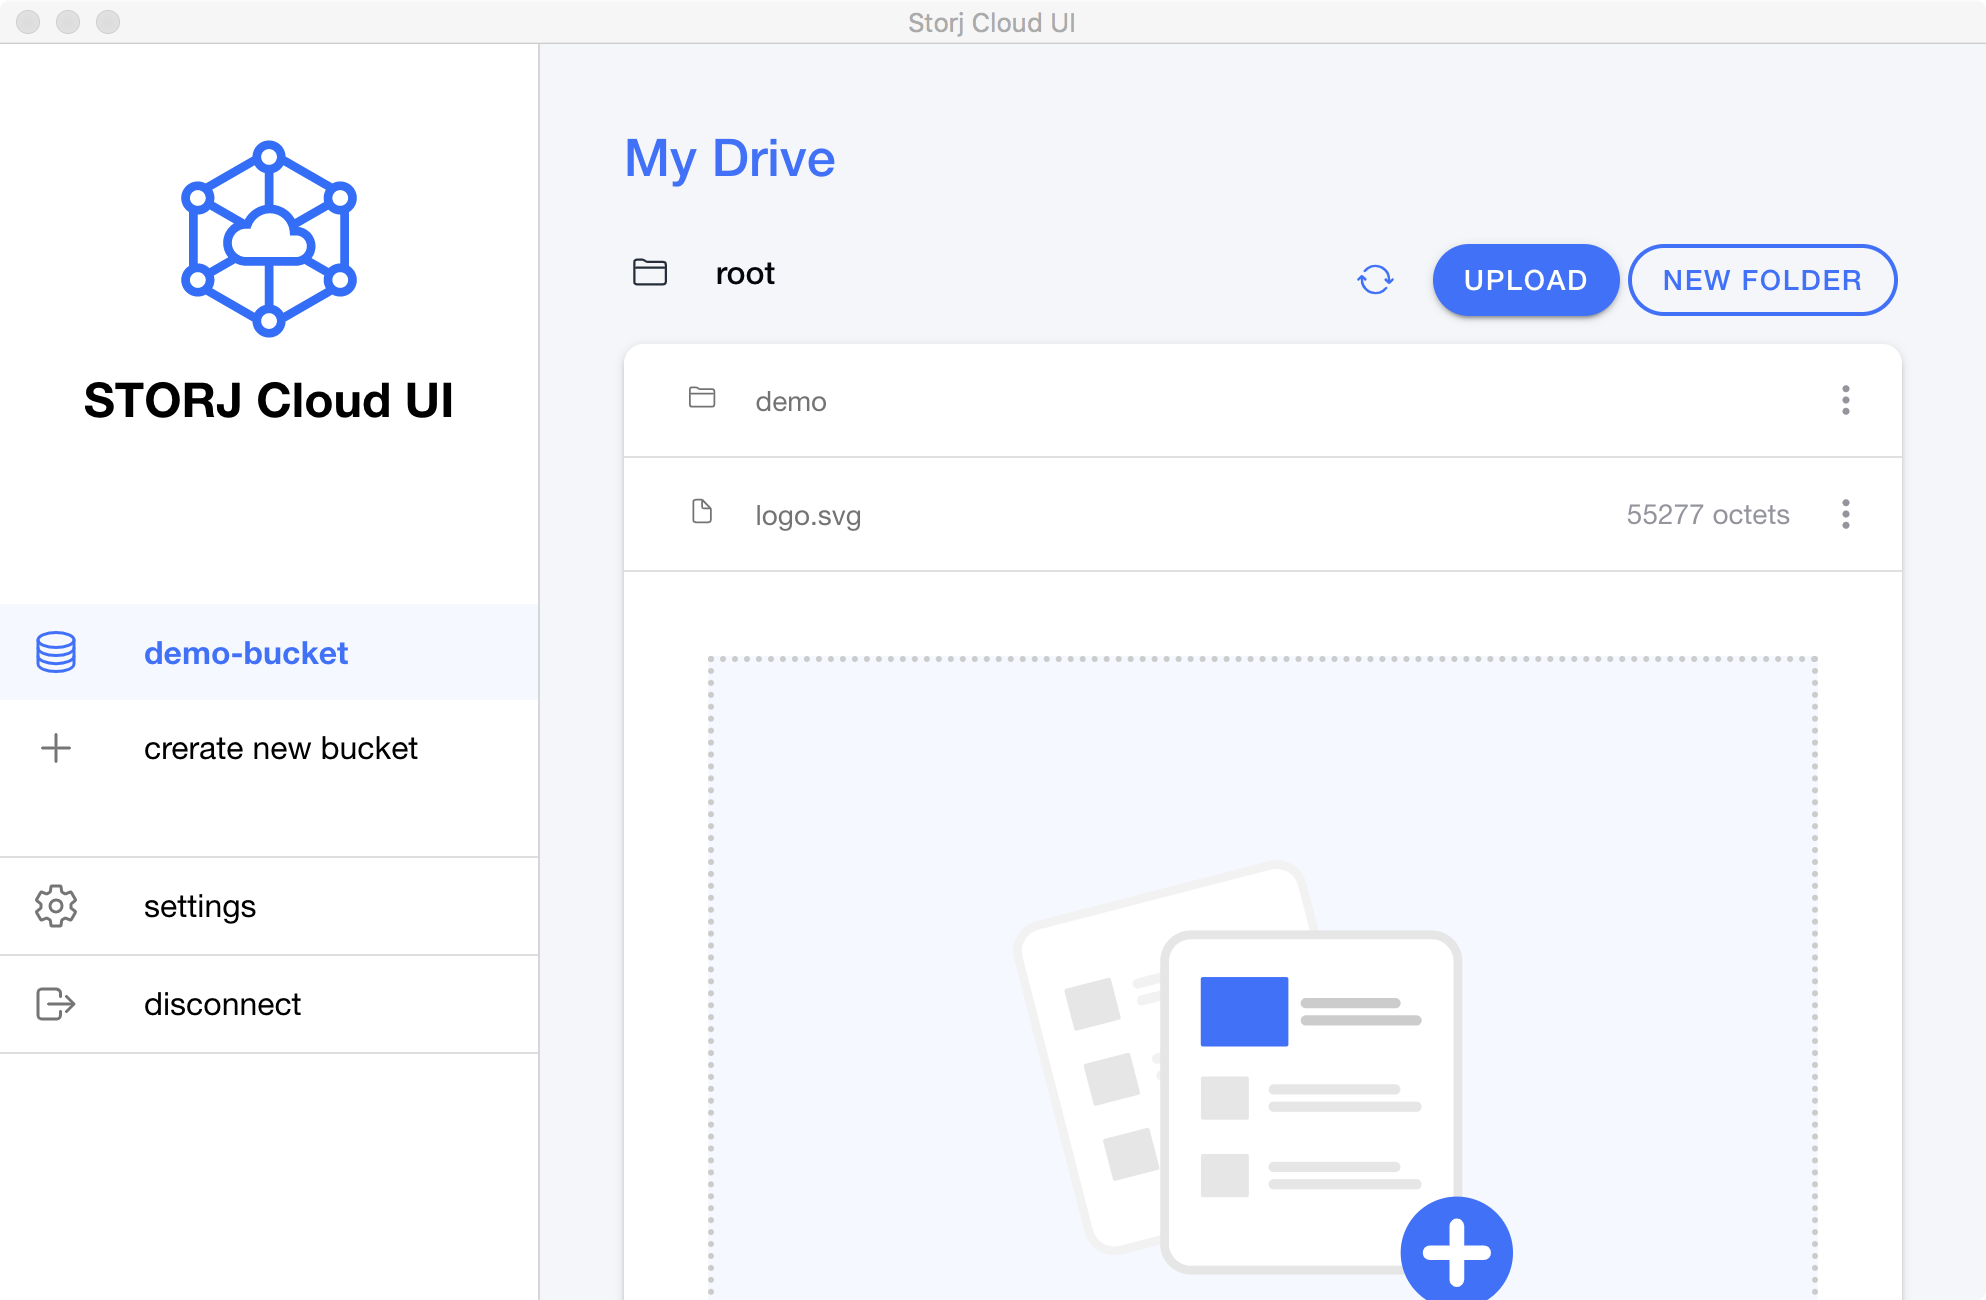 Storj Cloud UI
STORJ Cloud UI
demo-bucket
crerate new bucket
settings
disconnect
My Drive
root
UPLOAD
NEW FOLDER
demo
logo.svg
55277 octets